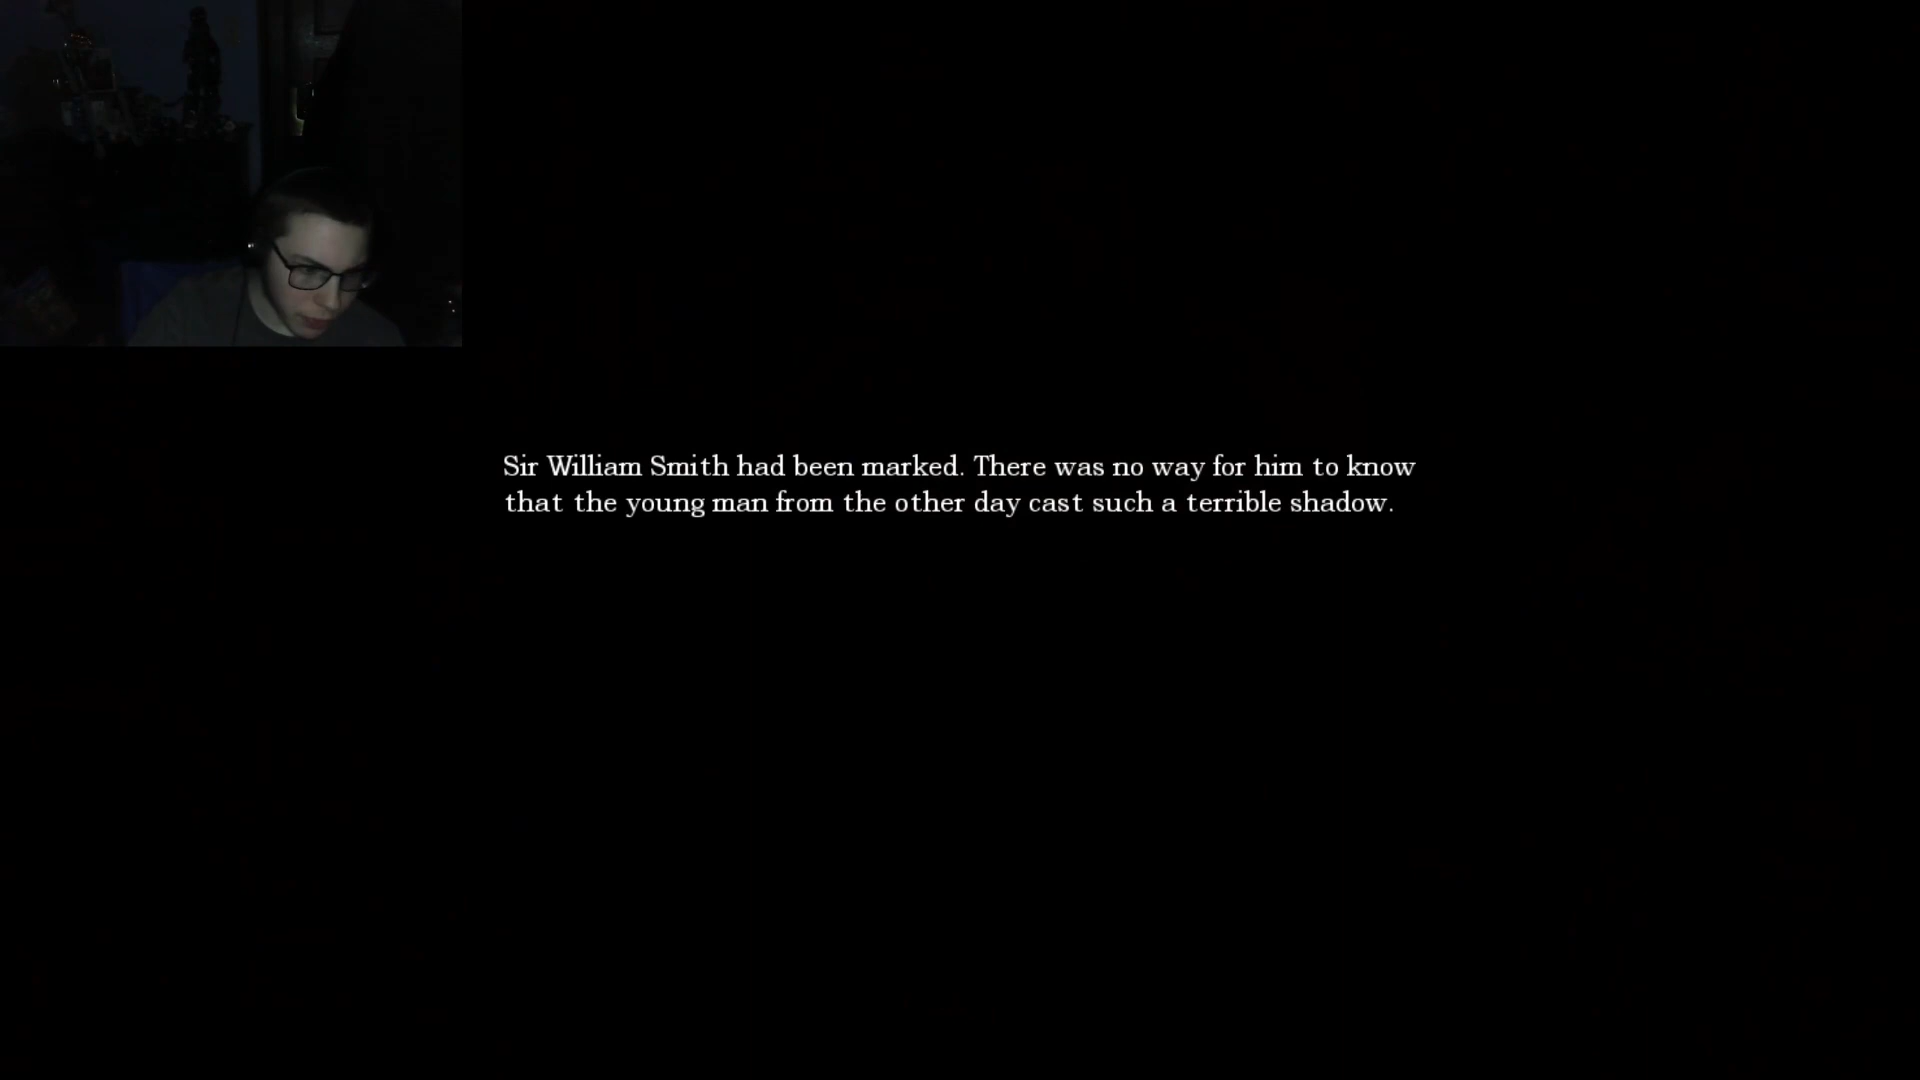 Sir William Smith had been marked. There was no way for him to know
that the young man from the other day cast such a terrible shadow.